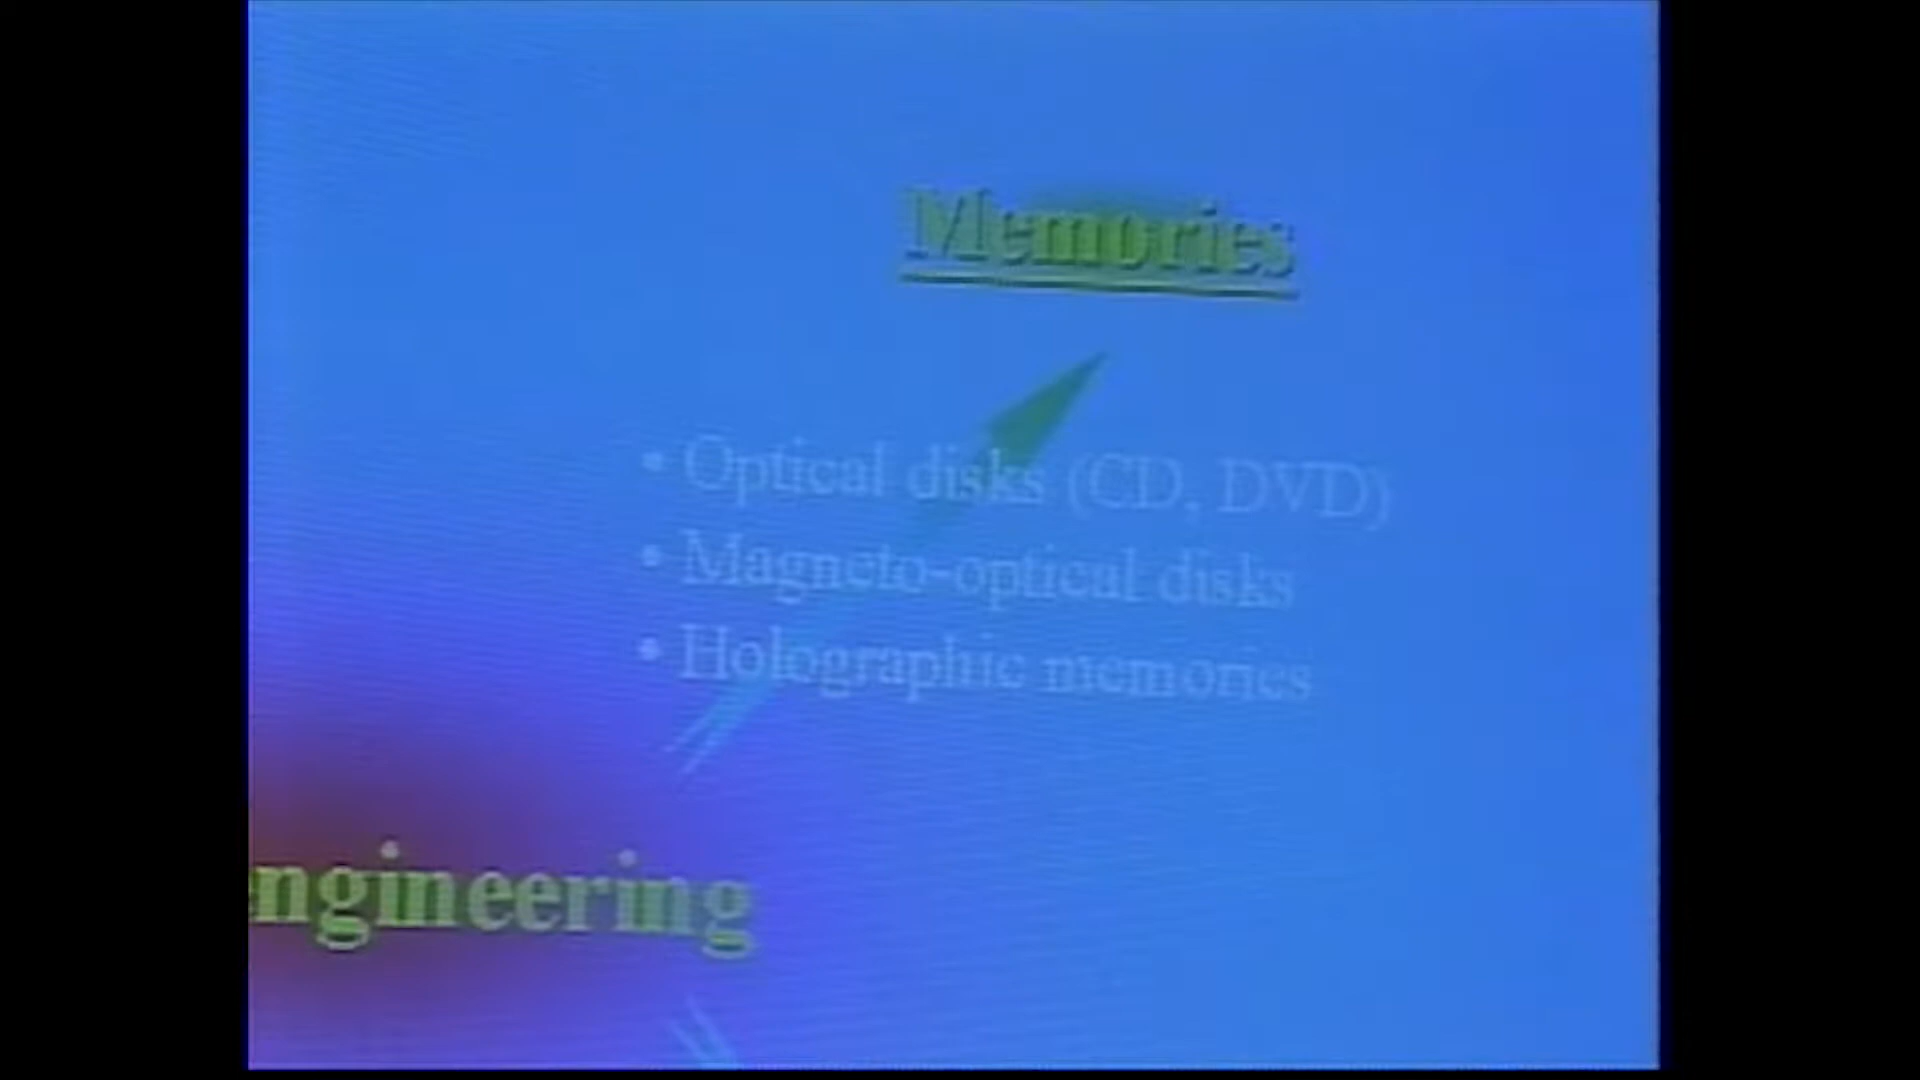 Memories
• Optical disks (CD, DVD)
• Magneto-optical disks
• Holographic memories
ngineering